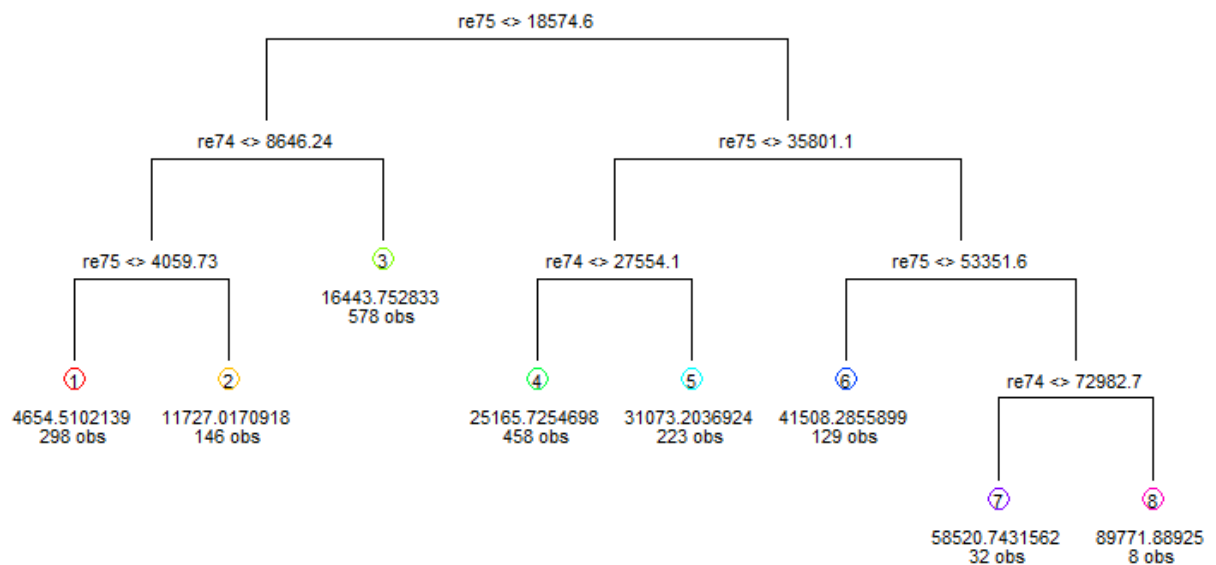 re75 <> 18574.6
re74 <> 8646.24
re75 <> 35801.1
re75 <> 4059.73
3
16443.752833
578 obs
re74 <> 27554.1
re75 <> 53351.6
1
4654.5102139
298 obs
2
11727.0170918
146 obs
4
25165.7254698
458 obs
5
31073.2036924
223 obs
6
41508.2855899
129 obs
re74 <> 72982.7
7
58520.7431562
32 obs
8
89771.88925
8 obs